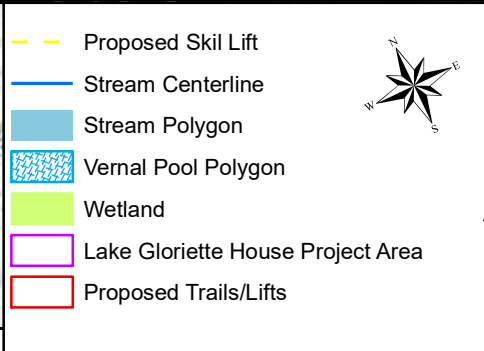 Proposed Skil Lift
Stream Centerline
Stream Polygon
Vernal Pool Polygon
Wetland
Lake Gloriette House Project Area
Proposed Trails/Lifts
N
E
W
S